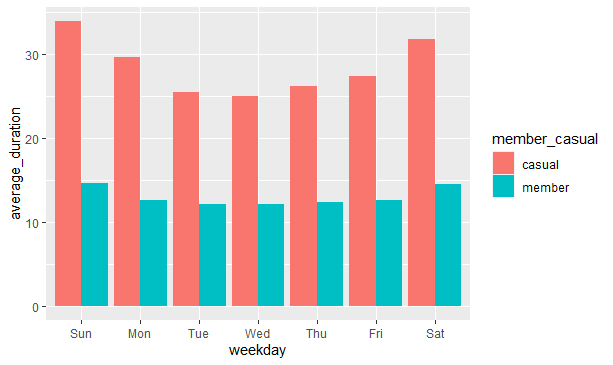 average_duration
30
20
10
0
Sun Mon Tue Wed Thu Fri Sat
weekday
member_casual
casual
member